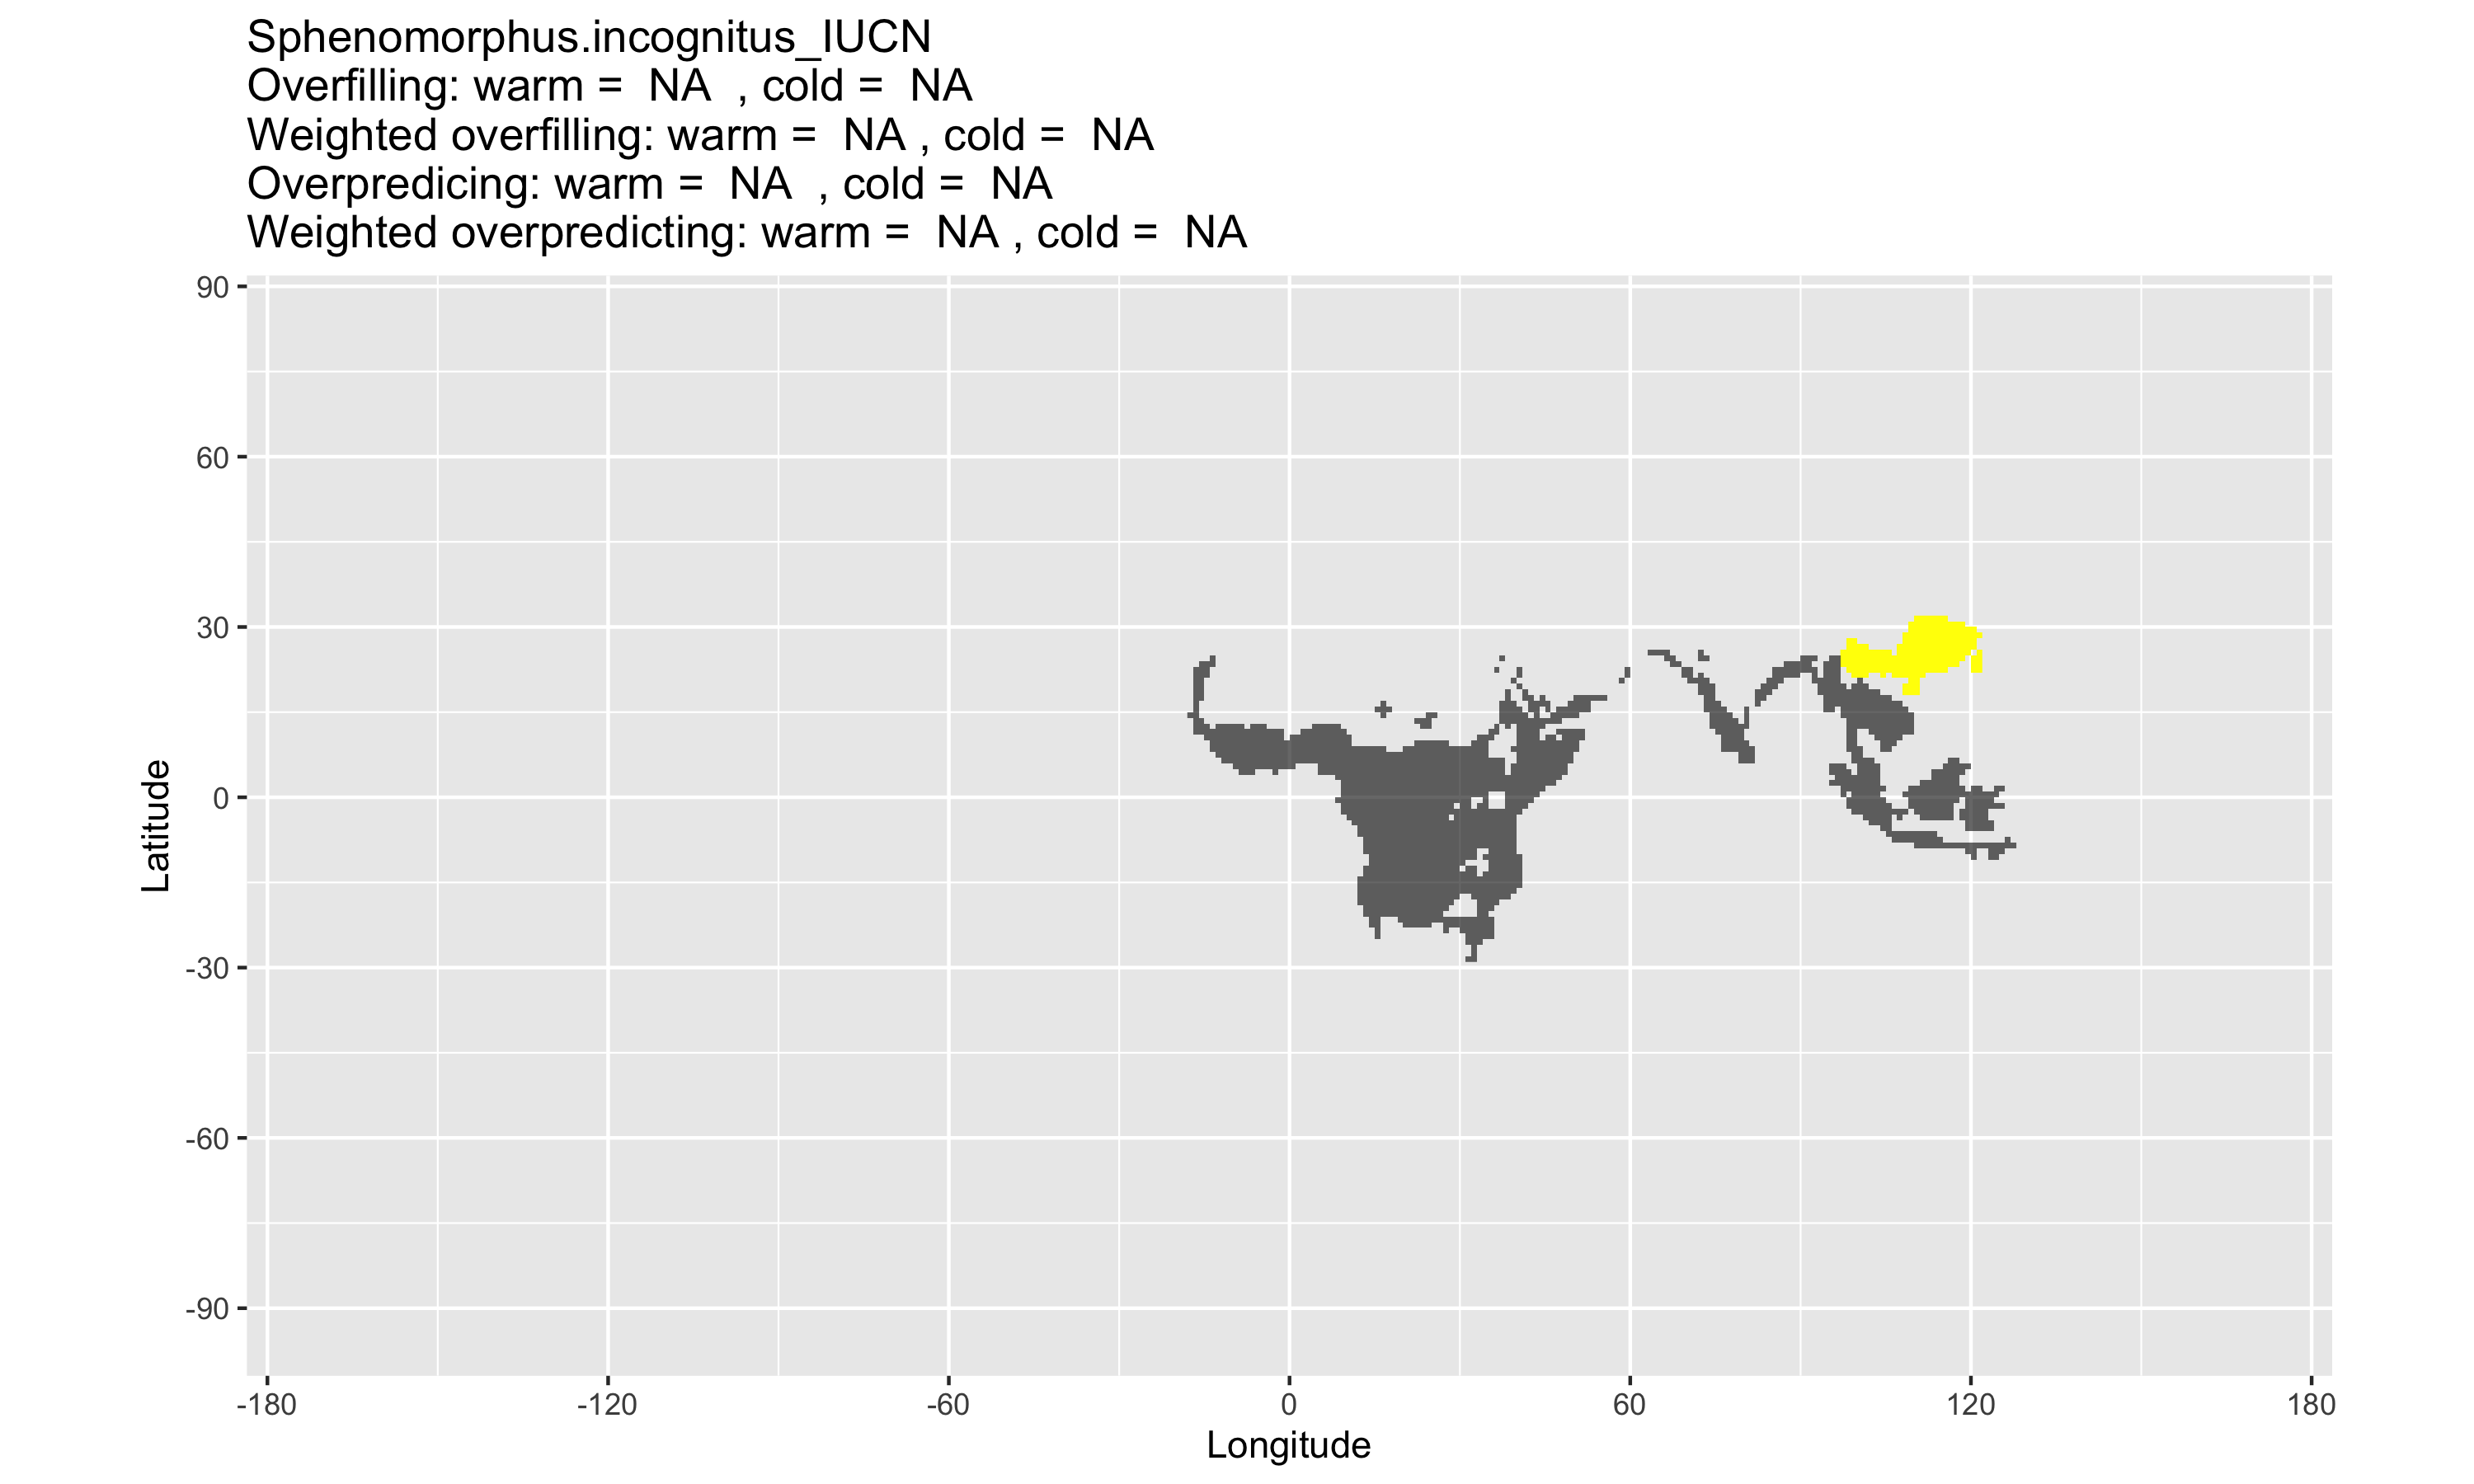 Sphenomorphus.incognitus_IUCN
Overfilling: warm =  NA  , cold =  NA
Weighted overfilling: warm =  NA , cold =  NA
Overpredicing: warm =  NA  , cold =  NA
Weighted overpredicting: warm =  NA , cold =  NA
90
60
30
0
-30
-60
-90
Latitude
-180
-120
-60
0
60
120
180
Longitude